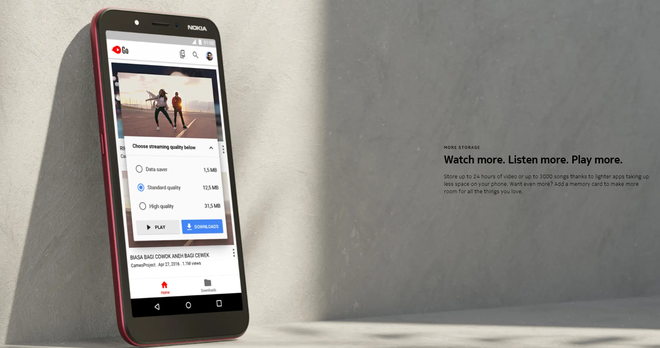 NOKIA
Go
Choose streaming quality below
Data saver 1,5 MB
Standard quality 12,5 MB
High quality 31,5 MB
PLAY DOWNLOADS
BIASA BAGI COWOK ANEH BAGI CEWEK
CameoProject · Apr 27, 2016 · 1.7M views
Home Downloads
MORE STORAGE
Watch more. Listen more. Play more.
Store up to 24 hours of video or up to 3000 songs thanks to lighter apps taking up
less space on your phone. Want even more? Add a memory card to make more
room for all the things you love.